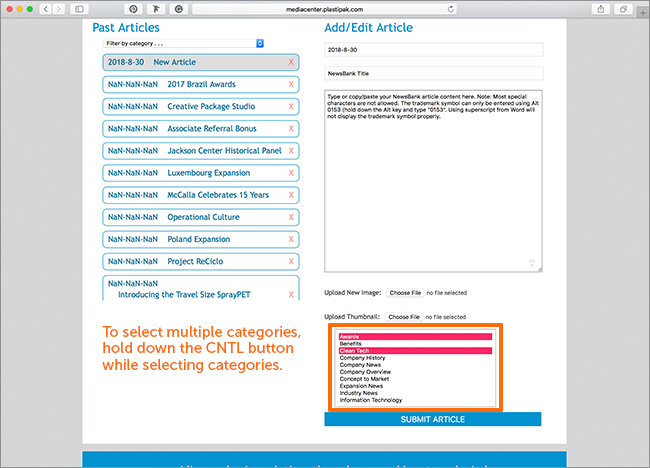 mediacenter.plastipak.com
Past Articles
Filter by category . . .
2018-8-30 New Article X
NaN-NaN-NaN 2017 Brazil Awards X
NaN-NaN-NaN Creative Package Studio X
NaN-NaN-NaN Associate Referral Bonus X
NaN-NaN-NaN Jackson Center Historical Panel X
NaN-NaN-NaN Luxembourg Expansion X
NaN-NaN-NaN McCalla Celebrates 15 Years X
NaN-NaN-NaN Operational Culture X
NaN-NaN-NaN Poland Expansion X
NaN-NaN-NaN Project ReCiclo X
NaN-NaN-NaN
Introducing the Travel Size SprayPET X
To select multiple categories,
hold down the CNTL button
while selecting categories.
Add/Edit Article
2018-8-30
NewsBank Title
Type or copy/paste your NewsBank article content here. Note: Most special
characters are not allowed. The trademark symbol can only be entered using Alt
0153 (hold down the Alt key and type "0153". Using superscript from Word will
not display the trademark symbol properly.
Upload New Image: Choose File no file selected
Upload Thumbnail: Choose File no file selected
Awards
Benefits
Clean Tech
Company History
Company News
Company Overview
Concept to Market
Expansion News
Industry News
Information Technology
SUBMIT ARTICLE